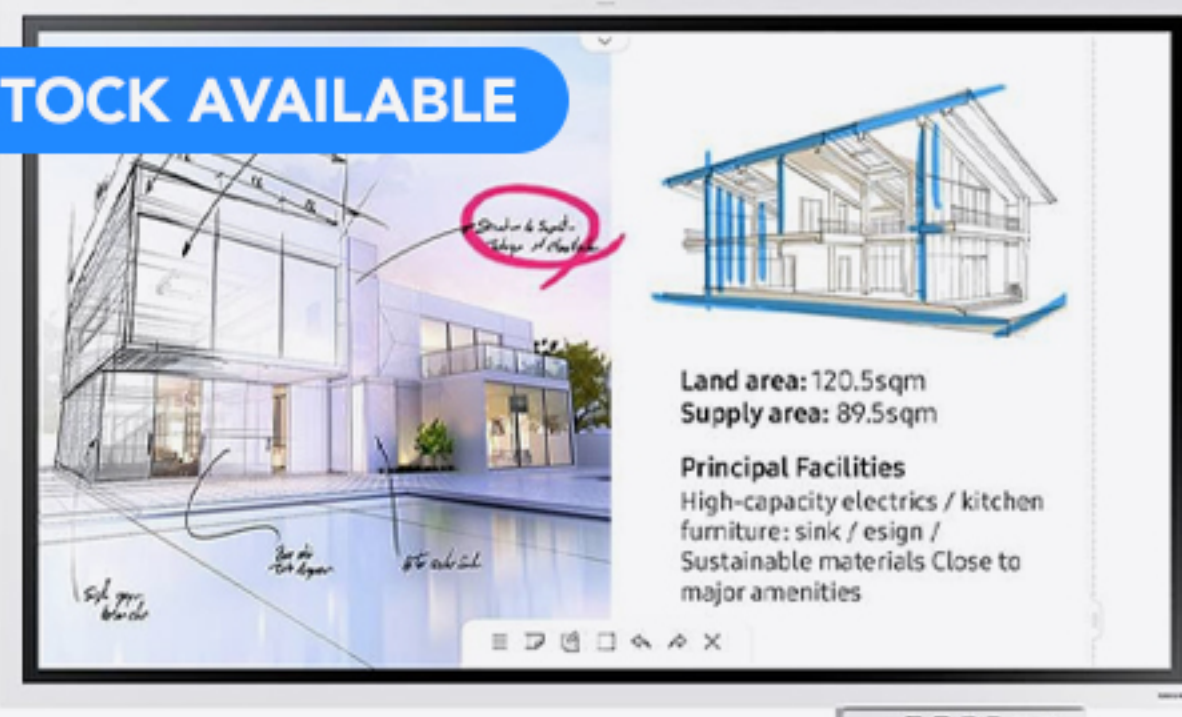 TOCK AVAILABLE
Land area: 120.5sqm
Supply area: 89.5sqm
Principal Facilities
High-capacity electrics / kitchen
furniture: sink / esign /
Sustainable materials Close to
major amenities